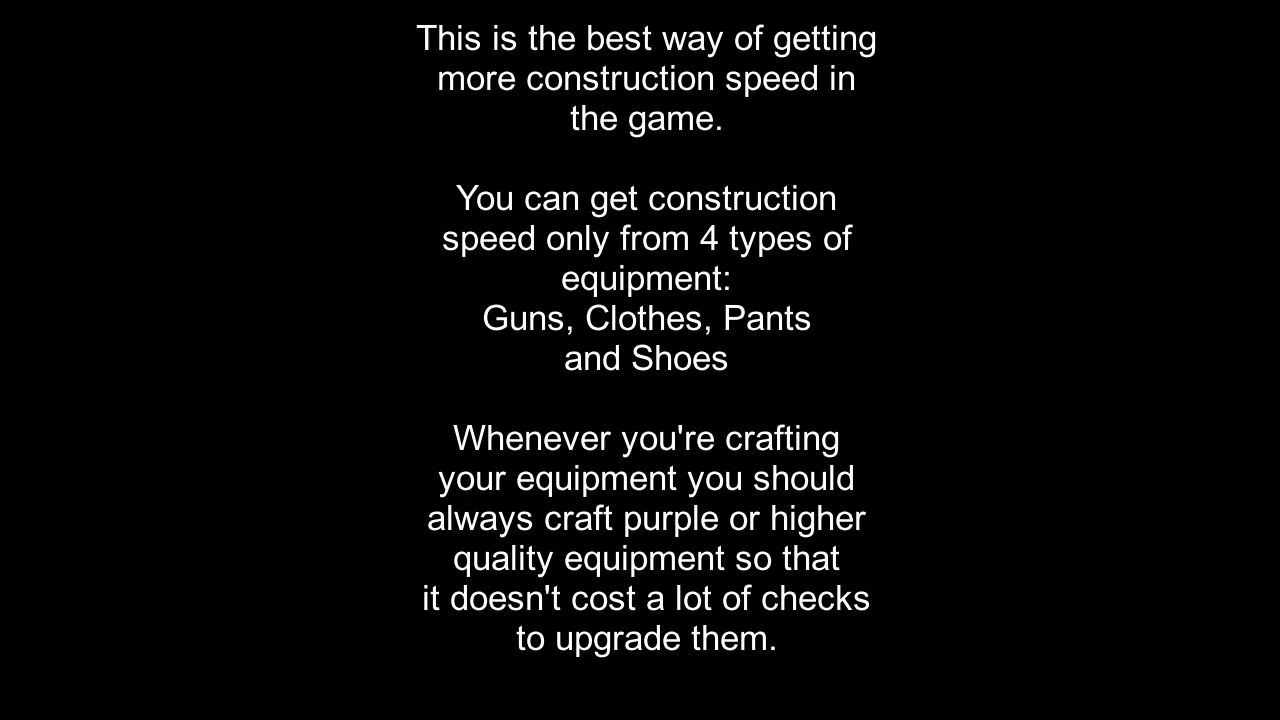 This is the best way of getting
more construction speed in
the game.
You can get construction
speed only from 4 types of
equipment:
Guns, Clothes, Pants
and Shoes
Whenever you're crafting
your equipment you should
always craft purple or higher
quality equipment so that
it doesn't cost a lot of checks
to upgrade them.